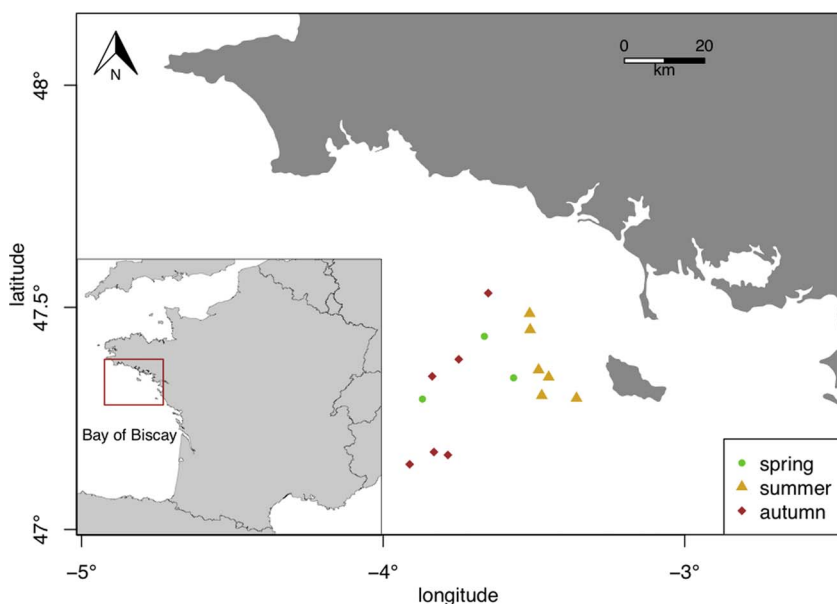 0 20
km
N
48°
47.5°
47°
latitude
Bay of Biscay
spring
summer
autumn
-5° -4° -3°
longitude